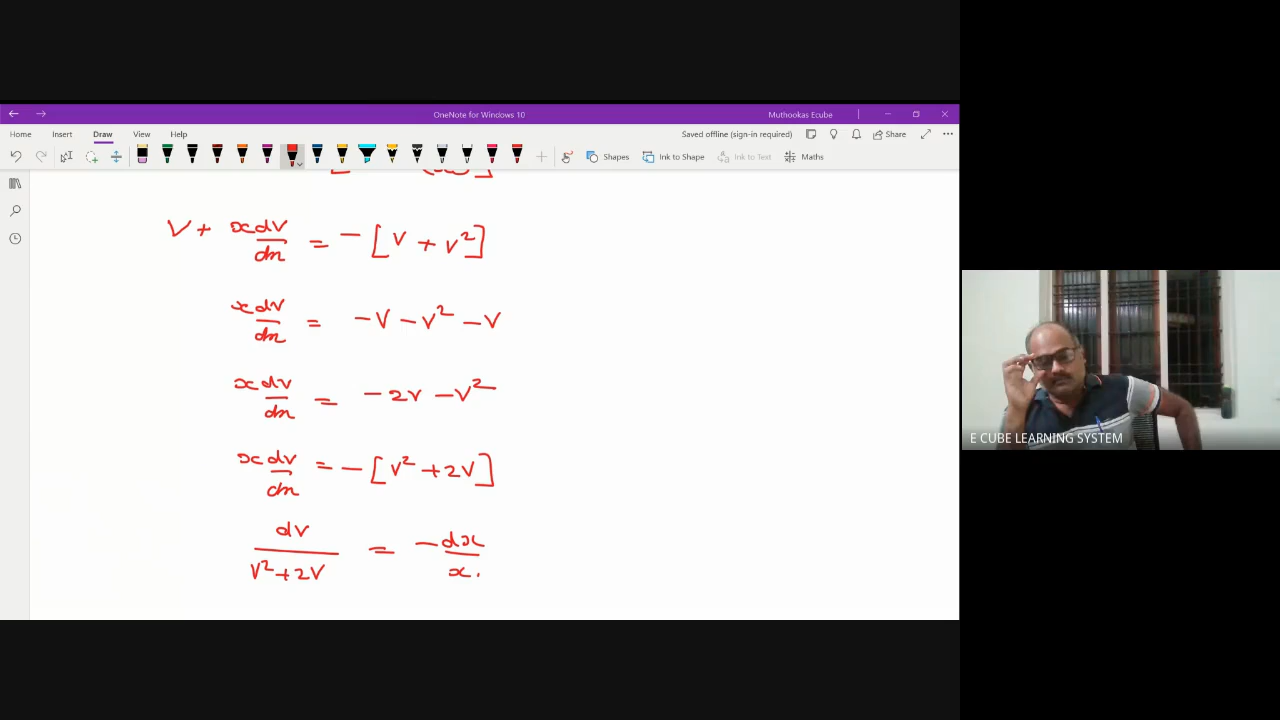 OneNote for Windows 10
Muthookas Ecube
Home Insert Draw View Help
Saved offline (sign-in required)
Share
Shapes
Ink to Shape
Ink to Text
Maths
V + x dv/dx = - [v + v²]
x dv/dx = -v - v² - v
x dv/dx = -2v - v²
x dv/dx = - [v² + 2v]
dv/v² + 2v = - dx/x.
E CUBE LEARNING SYSTEM